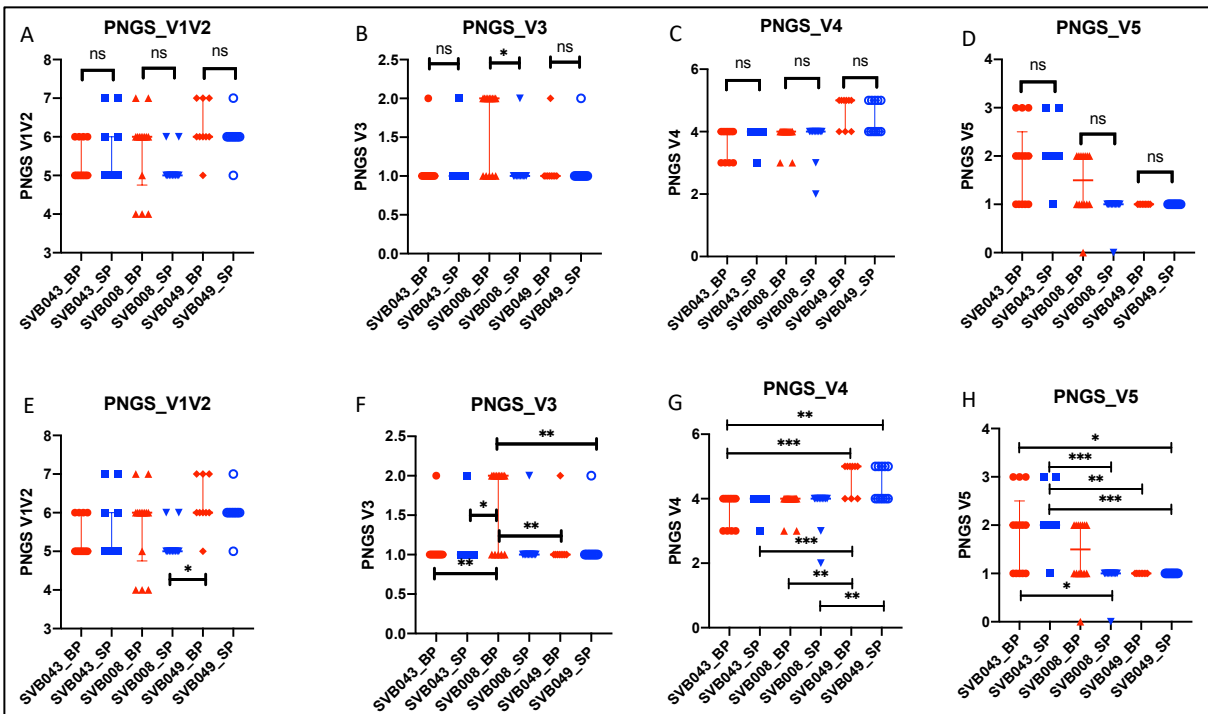 A
PNGS_V1V2
ns
ns
ns
PNGS V1V2
8
7
6
5
4
3
SVB043_BP
SVB043_SP
SVB008_BP
SVB008_SP
SVB049_BP
SVB049_SP
B
PNGS_V3
ns
*
ns
PNGS V3
2.5
2.0
1.5
1.0
0.5
0.0
SVB043_BP
SVB043_SP
SVB008_BP
SVB008_SP
SVB049_BP
SVB049_SP
C
PNGS_V4
ns
ns
ns
PNGS V4
6
4
2
0
SVB043_BP
SVB043_SP
SVB008_BP
SVB008_SP
SVB049_BP
SVB049_SP
D
PNGS_V5
ns
ns
ns
PNGS V5
4
3
2
1
0
SVB043_BP
SVB043_SP
SVB008_BP
SVB008_SP
SVB049_BP
SVB049_SP
E
PNGS_V1V2
PNGS V1V2
8
7
6
5
4
3
*
SVB043_BP
SVB043_SP
SVB008_BP
SVB008_SP
SVB049_BP
SVB049_SP
F
PNGS_V3
PNGS V3
2.5
2.0
1.5
1.0
0.5
0.0
**
*
**
**
SVB043_BP
SVB043_SP
SVB008_BP
SVB008_SP
SVB049_BP
SVB049_SP
G
PNGS_V4
PNGS V4
6
4
2
0
**
***
***
**
**
SVB043_BP
SVB043_SP
SVB008_BP
SVB008_SP
SVB049_BP
SVB049_SP
H
PNGS_V5
PNGS V5
4
3
2
1
0
*
***
**
***
*
SVB043_BP
SVB043_SP
SVB008_BP
SVB008_SP
SVB049_BP
SVB049_SP